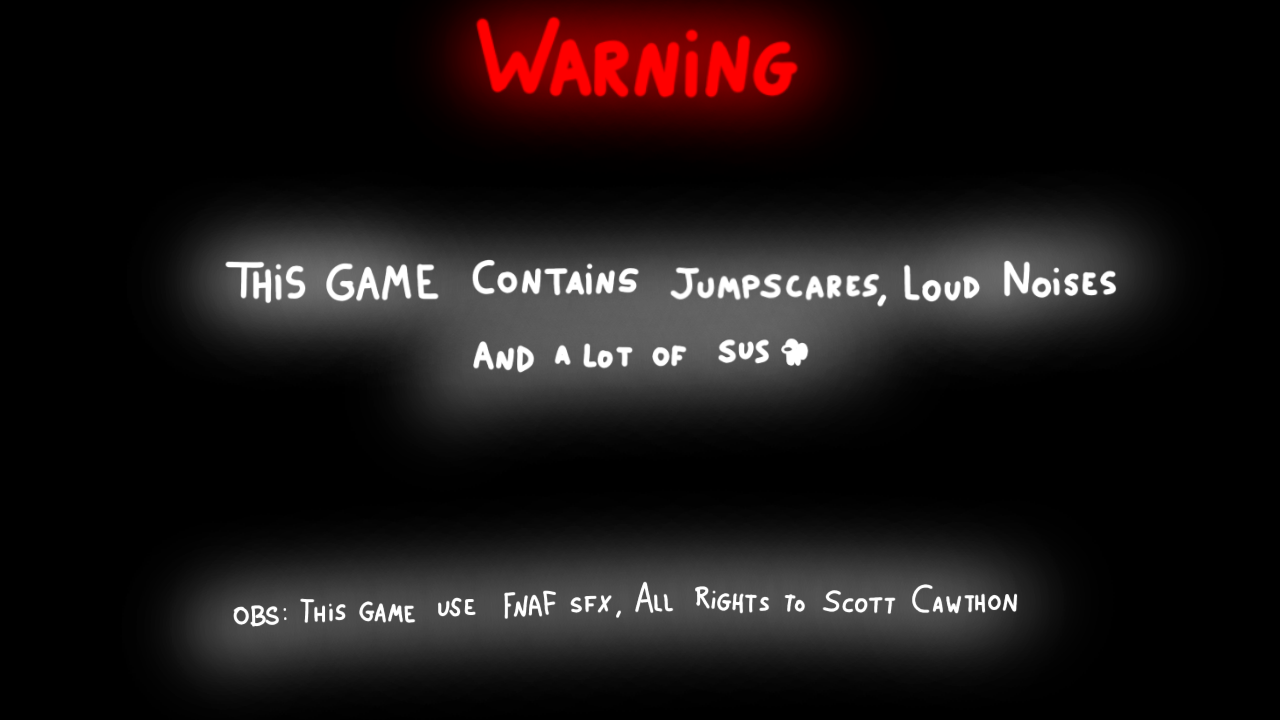 WARNiNG
THiS GAME CONTAiNS JUMPSCARES, LOUD NOiSES
AND A LOT OF SUS
OBS: THiS GAME USE FNAF SFX, ALL RiGHTS TO SCOTT CAWTHON